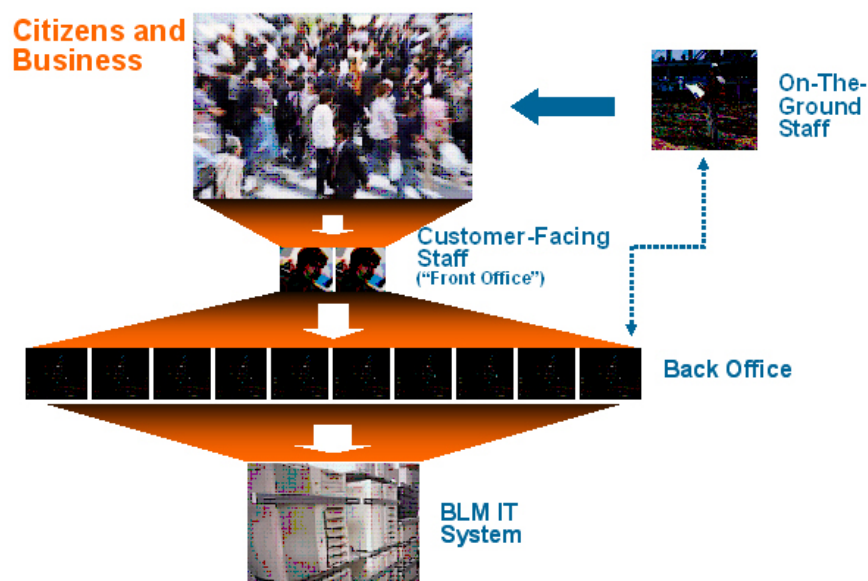 Citizens and
Business
On-The-
Ground
Staff
Customer-Facing
Staff
(“Front Office”)
Back Office
BLM IT
System